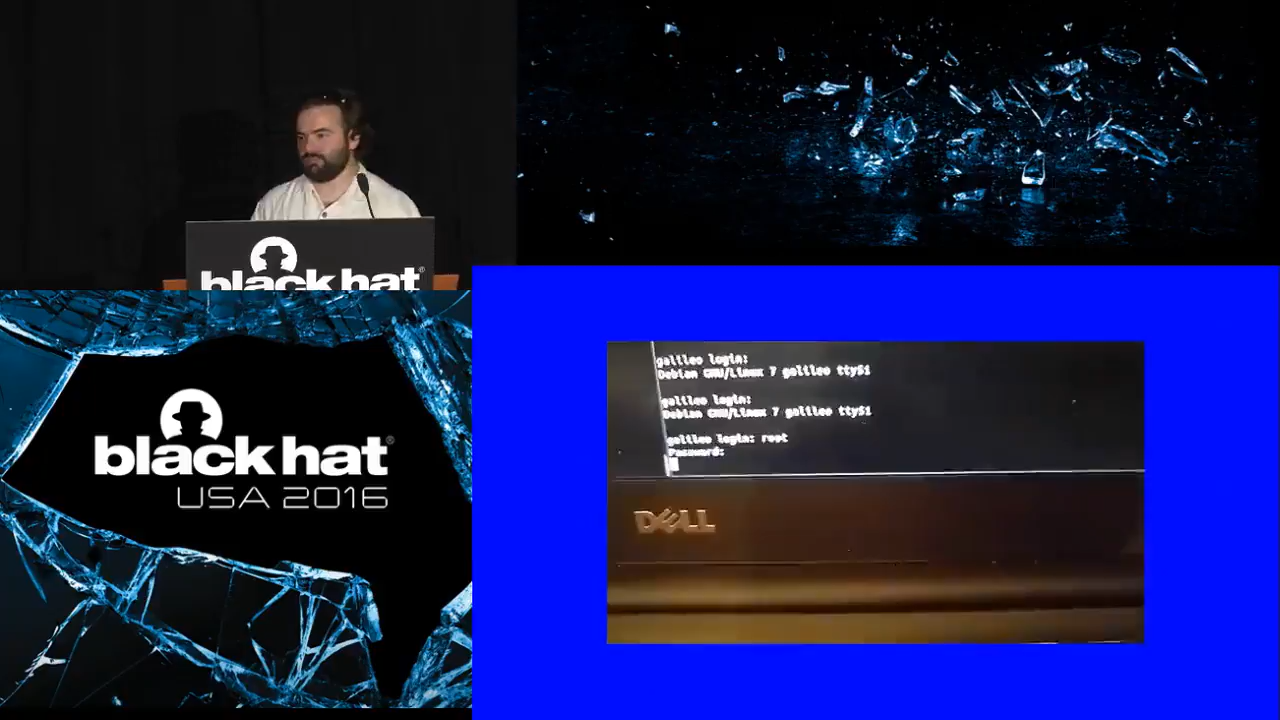 black hat®
black hat®
USA 2016
galileo login:
Debian GNU/Linux 7 galileo ttyS1
galileo login:
Debian GNU/Linux 7 galileo ttyS1
galileo login: root
Password:
DELL